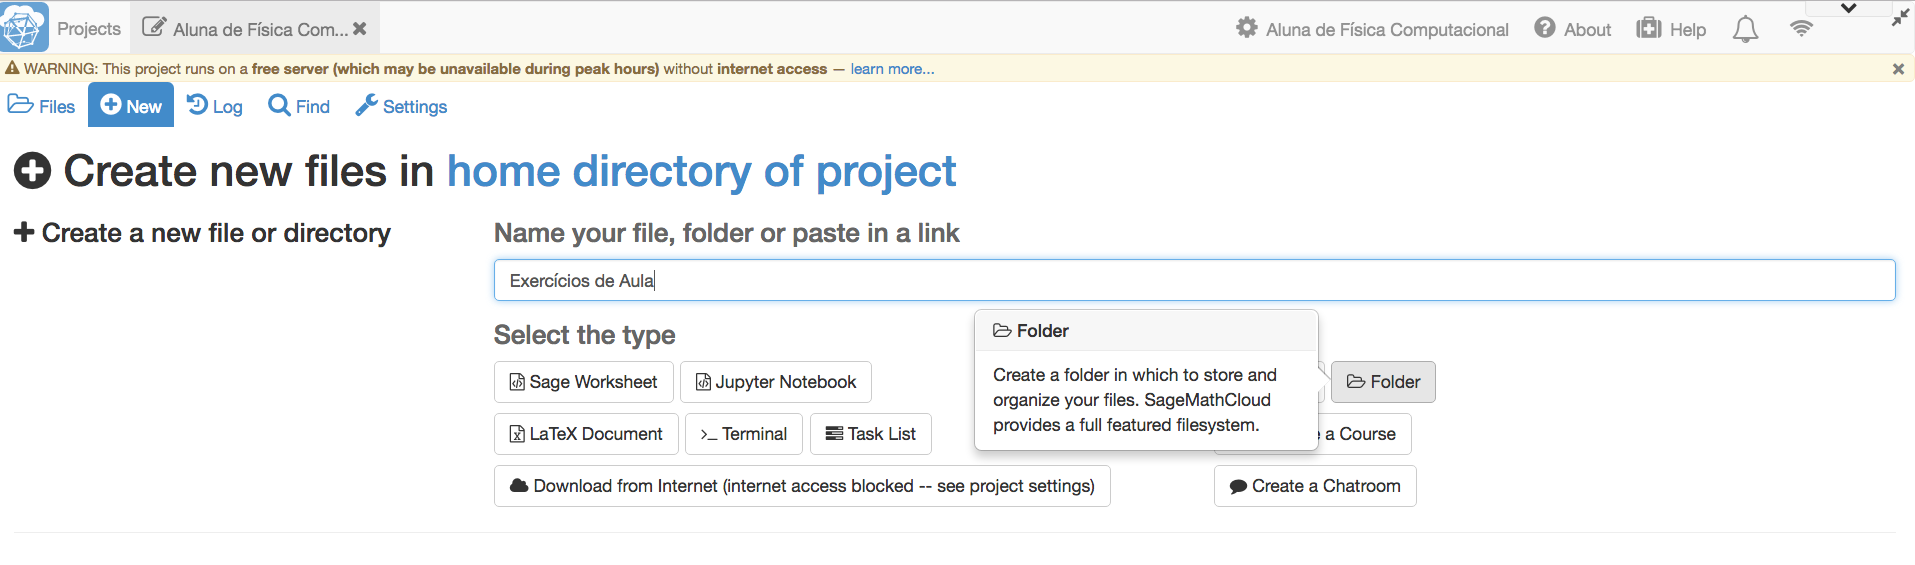 Projects Aluna de Física Com... Aluna de Física Computacional About Help
WARNING: This project runs on a free server (which may be unavailable during peak hours) without internet access — learn more...
Files New Log Find Settings
Create new files in home directory of project
Create a new file or directory
Name your file, folder or paste in a link
Exercícios de Aula
Select the type
Folder
Create a folder in which to store and
organize your files. SageMathCloud
provides a full featured filesystem.
Sage Worksheet Jupyter Notebook Folder
LaTeX Document >_ Terminal Task List a Course
Download from Internet (internet access blocked -- see project settings) Create a Chatroom